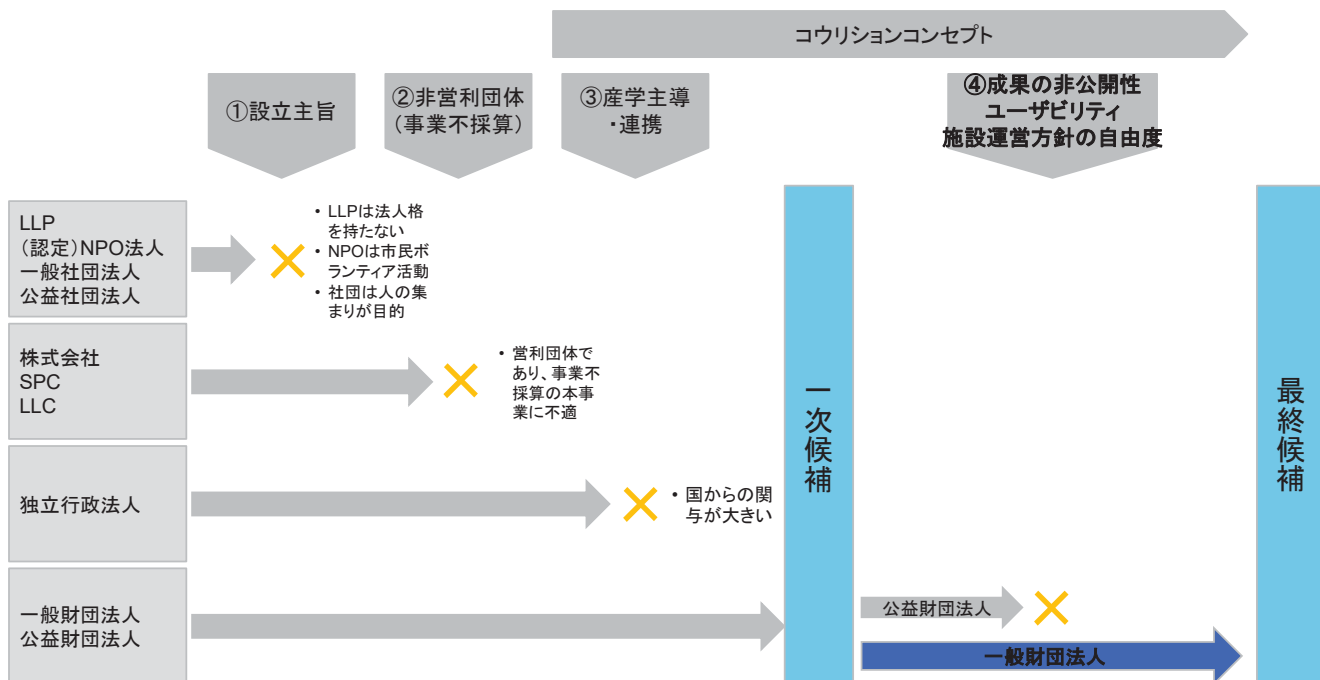 コウリションコンセプト
①設立主旨
②非営利団体
（事業不採算）
③産学主導
・連携
④成果の非公開性
ユーザビリティ
施設運営方針の自由度
LLP
（認定）NPO法人
一般社団法人
公益社団法人
• LLPは法人格
を持たない
• NPOは市民ボ
ランティア活動
• 社団は人の集
まりが目的
株式会社
SPC
LLC
• 営利団体で
あり、事業不
採算の本事
業に不適
独立行政法人
• 国からの関
与が大きい
一般財団法人
公益財団法人
一次候補
公益財団法人
一般財団法人
最終候補